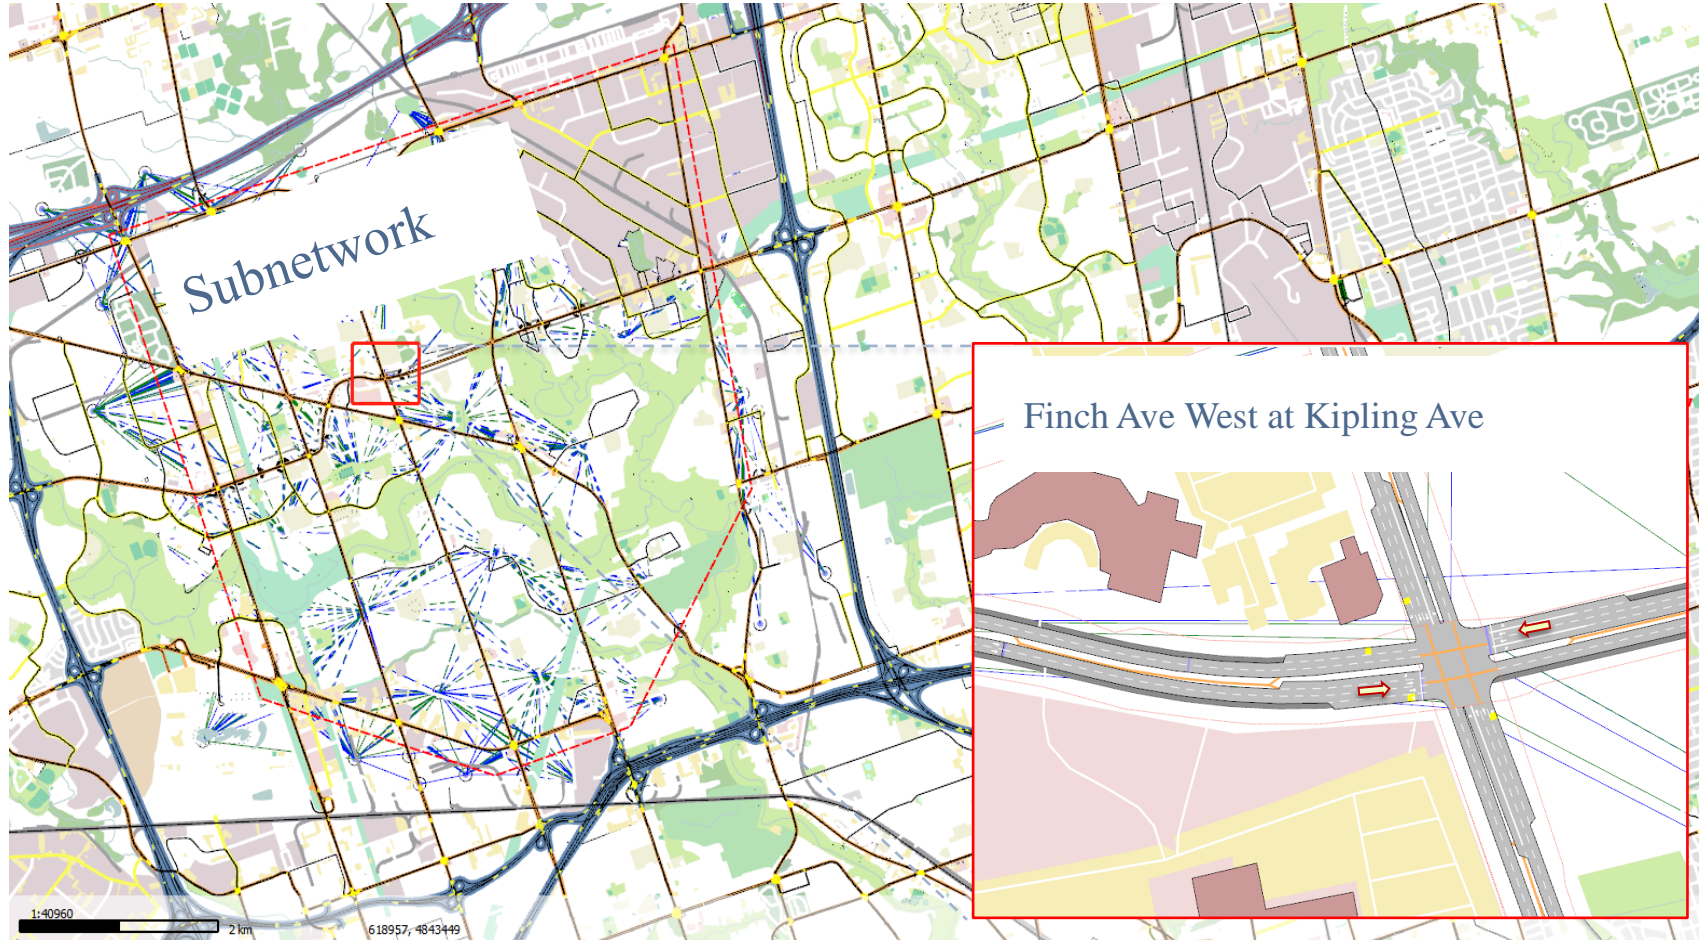 Subnetwork
Finch Ave West at Kipling Ave
1:40960
2 km
618957, 4843449